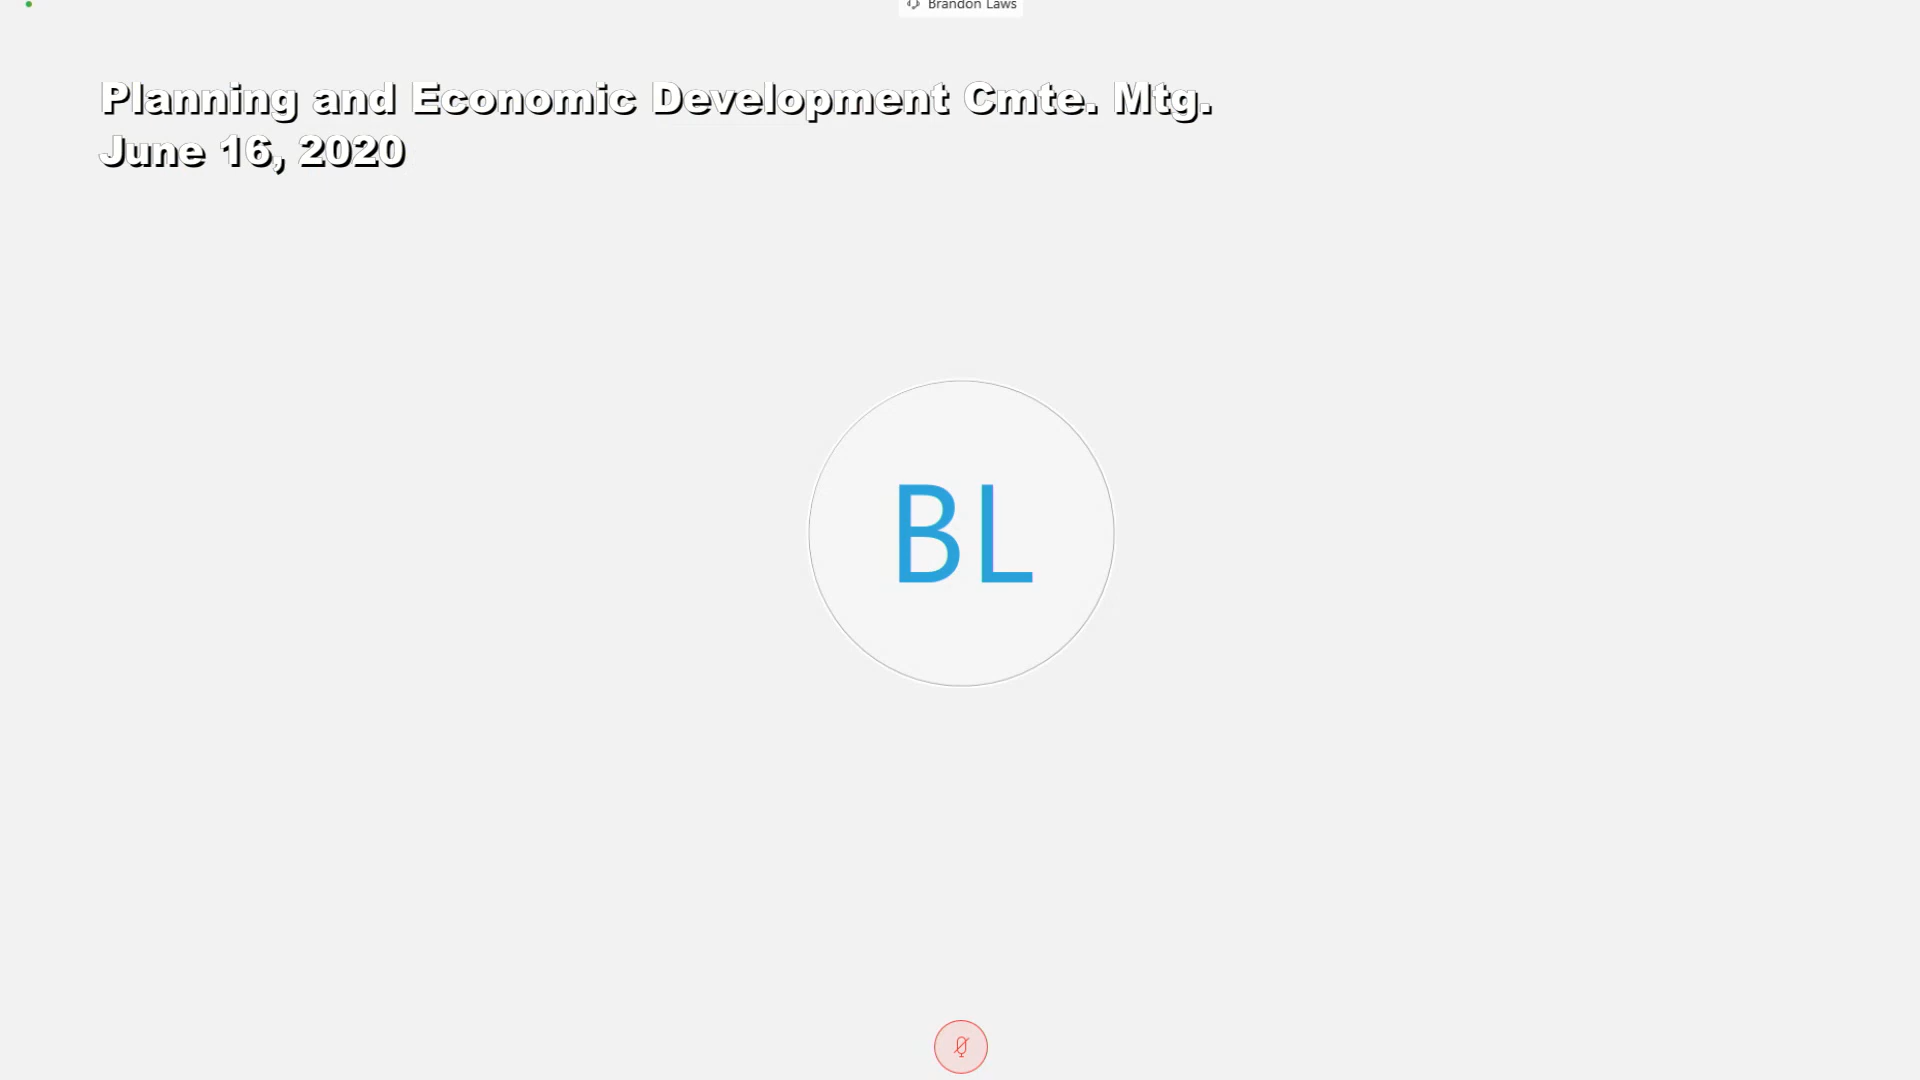 Brandon Laws
Planning and Economic Development Cmte. Mtg.
June 16, 2020
BL